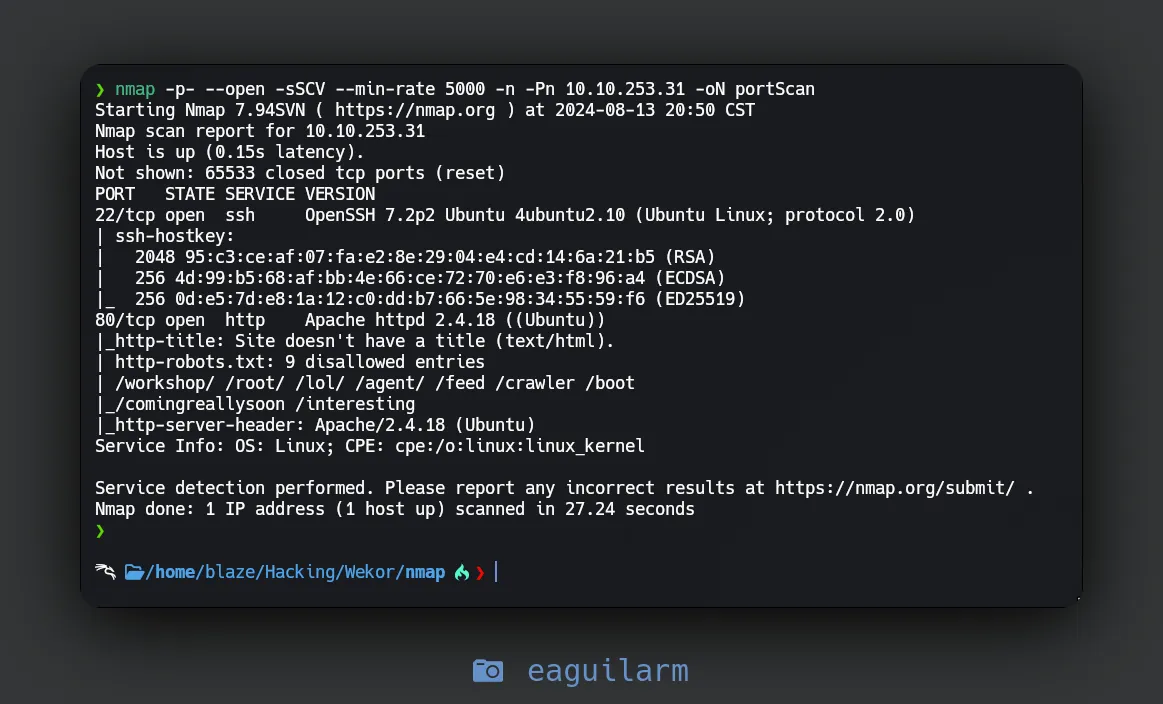 ❯ nmap -p- --open -sSCV --min-rate 5000 -n -Pn 10.10.253.31 -oN portScan
Starting Nmap 7.94SVN ( https://nmap.org ) at 2024-08-13 20:50 CST
Nmap scan report for 10.10.253.31
Host is up (0.15s latency).
Not shown: 65533 closed tcp ports (reset)
PORT   STATE SERVICE VERSION
22/tcp open  ssh     OpenSSH 7.2p2 Ubuntu 4ubuntu2.10 (Ubuntu Linux; protocol 2.0)
| ssh-hostkey:
|   2048 95:c3:ce:af:07:fa:e2:8e:29:04:e4:cd:14:6a:21:b5 (RSA)
|   256 4d:99:b5:68:af:bb:4e:66:ce:72:70:e6:e3:f8:96:a4 (ECDSA)
|_  256 0d:e5:7d:e8:1a:12:c0:dd:b7:66:5e:98:34:55:59:f6 (ED25519)
80/tcp open  http    Apache httpd 2.4.18 ((Ubuntu))
|_http-title: Site doesn't have a title (text/html).
| http-robots.txt: 9 disallowed entries
| /workshop/ /root/ /lol/ /agent/ /feed /crawler /boot
|_/comingreallysoon /interesting
|_http-server-header: Apache/2.4.18 (Ubuntu)
Service Info: OS: Linux; CPE: cpe:/o:linux:linux_kernel
Service detection performed. Please report any incorrect results at https://nmap.org/submit/ .
Nmap done: 1 IP address (1 host up) scanned in 27.24 seconds
❯
/home/blaze/Hacking/Wekor/nmap ❯
eaguilarm